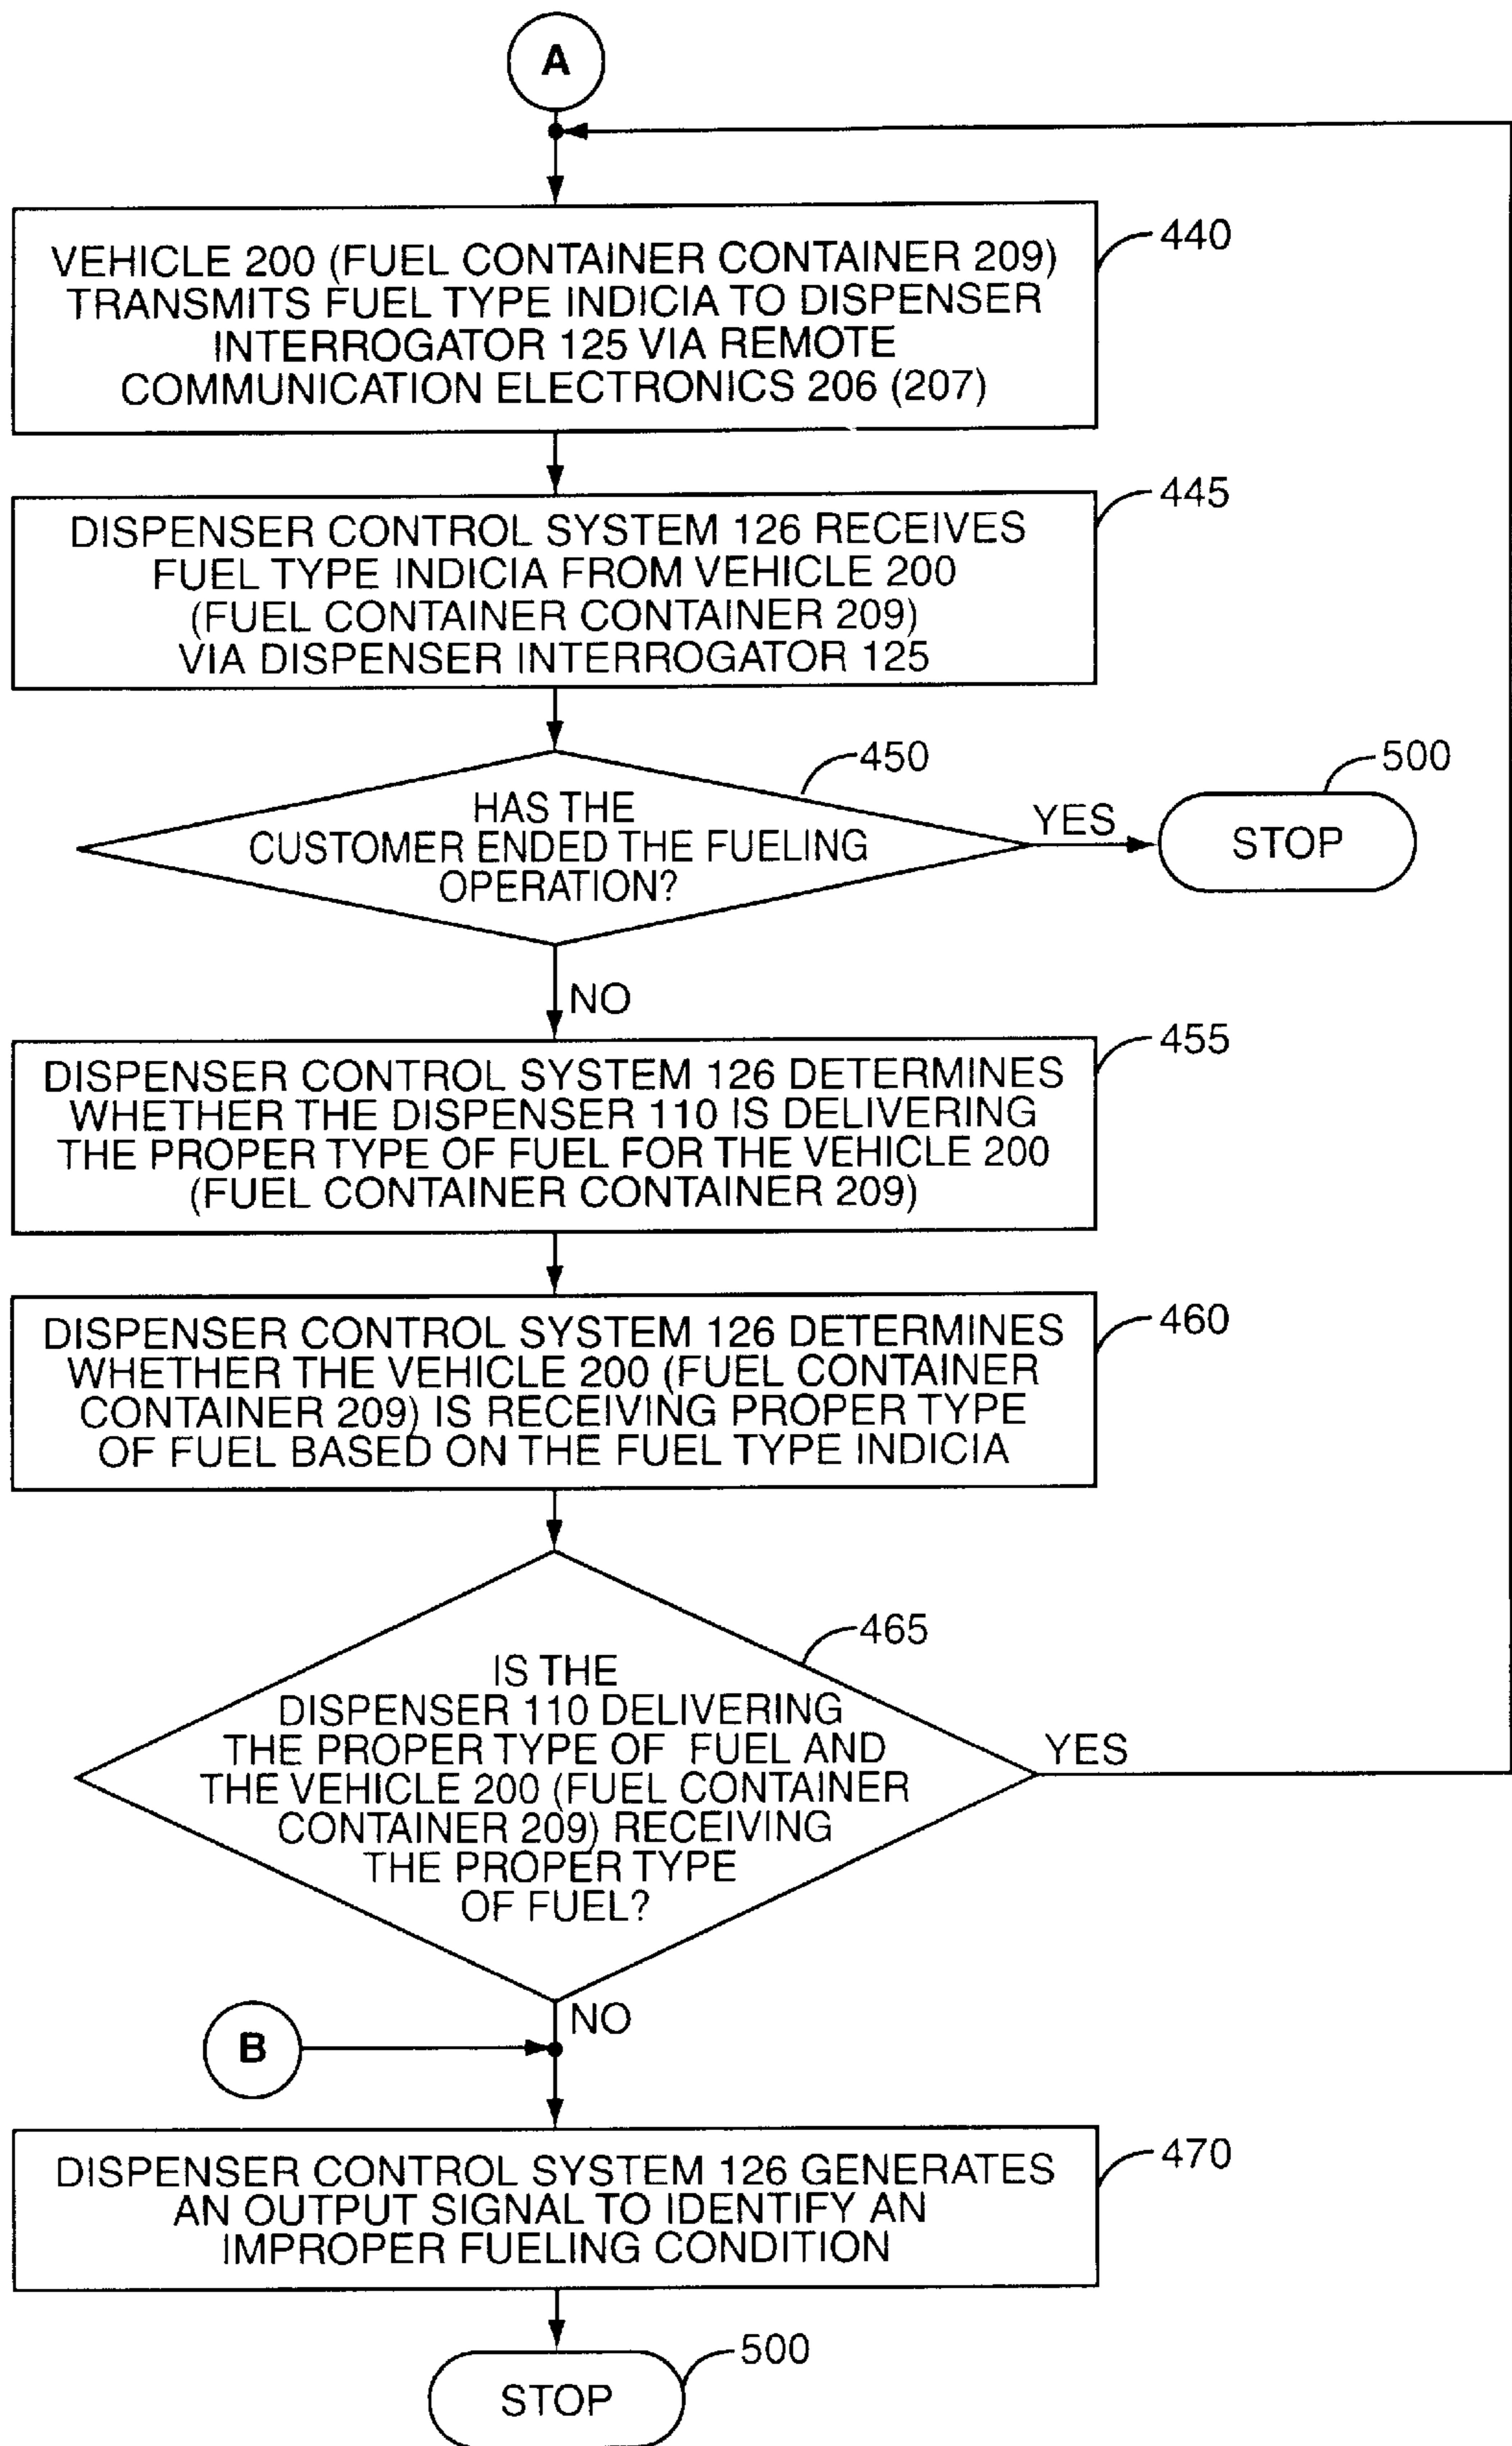 A
VEHICLE 200 (FUEL CONTAINER CONTAINER 209)
TRANSMITS FUEL TYPE INDICIA TO DISPENSER
INTERROGATOR 125 VIA REMOTE
COMMUNICATION ELECTRONICS 206 (207)
440
DISPENSER CONTROL SYSTEM 126 RECEIVES
FUEL TYPE INDICIA FROM VEHICLE 200
(FUEL CONTAINER CONTAINER 209)
VIA DISPENSER INTERROGATOR 125
445
HAS THE
CUSTOMER ENDED THE FUELING
OPERATION?
450
YES
STOP
500
NO
DISPENSER CONTROL SYSTEM 126 DETERMINES
WHETHER THE DISPENSER 110 IS DELIVERING
THE PROPER TYPE OF FUEL FOR THE VEHICLE 200
(FUEL CONTAINER CONTAINER 209)
455
DISPENSER CONTROL SYSTEM 126 DETERMINES
WHETHER THE VEHICLE 200 (FUEL CONTAINER
CONTAINER 209) IS RECEIVING PROPER TYPE
OF FUEL BASED ON THE FUEL TYPE INDICIA
460
IS THE
DISPENSER 110 DELIVERING
THE PROPER TYPE OF FUEL AND
THE VEHICLE 200 (FUEL CONTAINER
CONTAINER 209) RECEIVING
THE PROPER TYPE
OF FUEL?
465
YES
NO
B
DISPENSER CONTROL SYSTEM 126 GENERATES
AN OUTPUT SIGNAL TO IDENTIFY AN
IMPROPER FUELING CONDITION
470
STOP
500